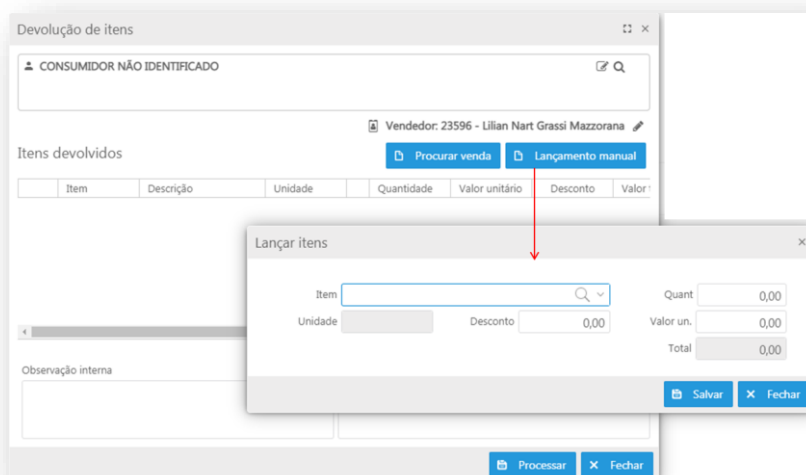 Devolução de itens
CONSUMIDOR NÃO IDENTIFICADO
Vendedor: 23596 - Lilian Nart Grassi Mazzorana
Itens devolvidos
Procurar venda
Lançamento manual
Item Descrição Unidade Quantidade Valor unitário Desconto Valor
Lançar itens
Item
Quant 0,00
Unidade
Desconto 0,00
Valor un. 0,00
Total 0,00
Salvar
Fechar
Observação interna
Processar
Fechar